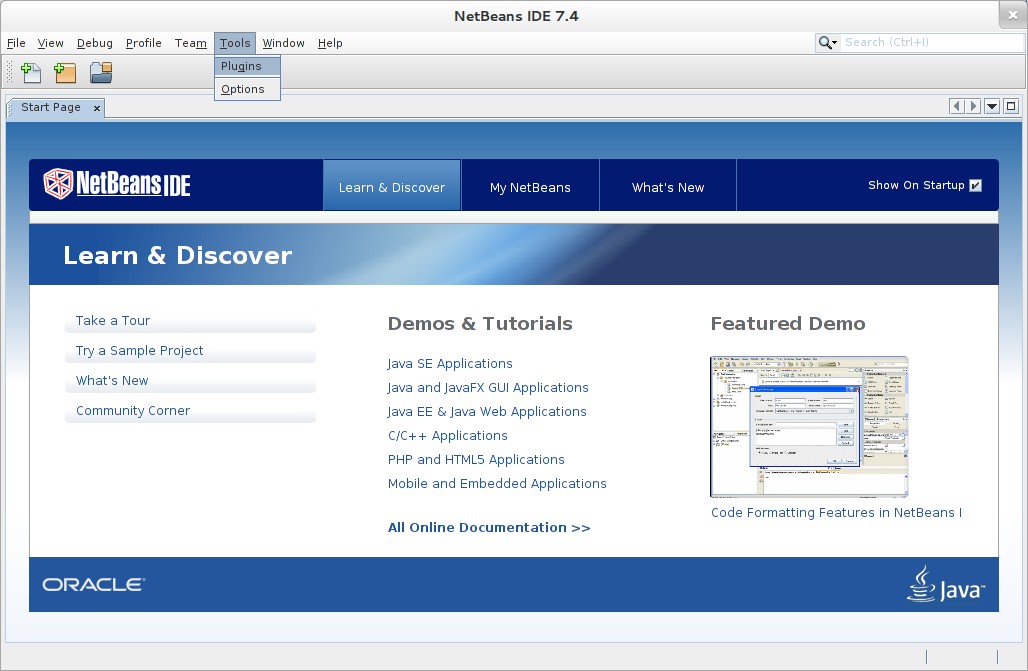 NetBeans IDE 7.4
File View Debug Profile Team Tools Window Help
Search (Ctrl+I)
Plugins
Options
Start Page
NetBeans IDE
Learn & Discover
My NetBeans
What's New
Show On Startup
Learn & Discover
Take a Tour
Try a Sample Project
What's New
Community Corner
Demos & Tutorials
Java SE Applications
Java and JavaFX GUI Applications
Java EE & Java Web Applications
C/C++ Applications
PHP and HTML5 Applications
Mobile and Embedded Applications
All Online Documentation >>
Featured Demo
Code Formatting Features in NetBeans I
ORACLE
Java